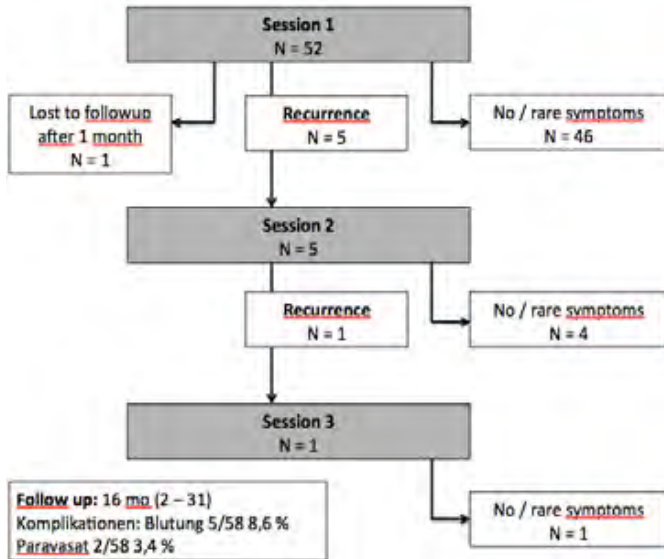 Session 1
N = 52
Lost to followup
after 1 month
N = 1
Recurrence
N = 5
No / rare symptoms
N = 46
Session 2
N = 5
Recurrence
N = 1
No / rare symptoms
N = 4
Session 3
N = 1
Follow up: 16 mo (2 – 31)
Komplikationen: Blutung 5/58 8,6 %
Paravasat 2/58 3,4 %
No / rare symptoms
N = 1